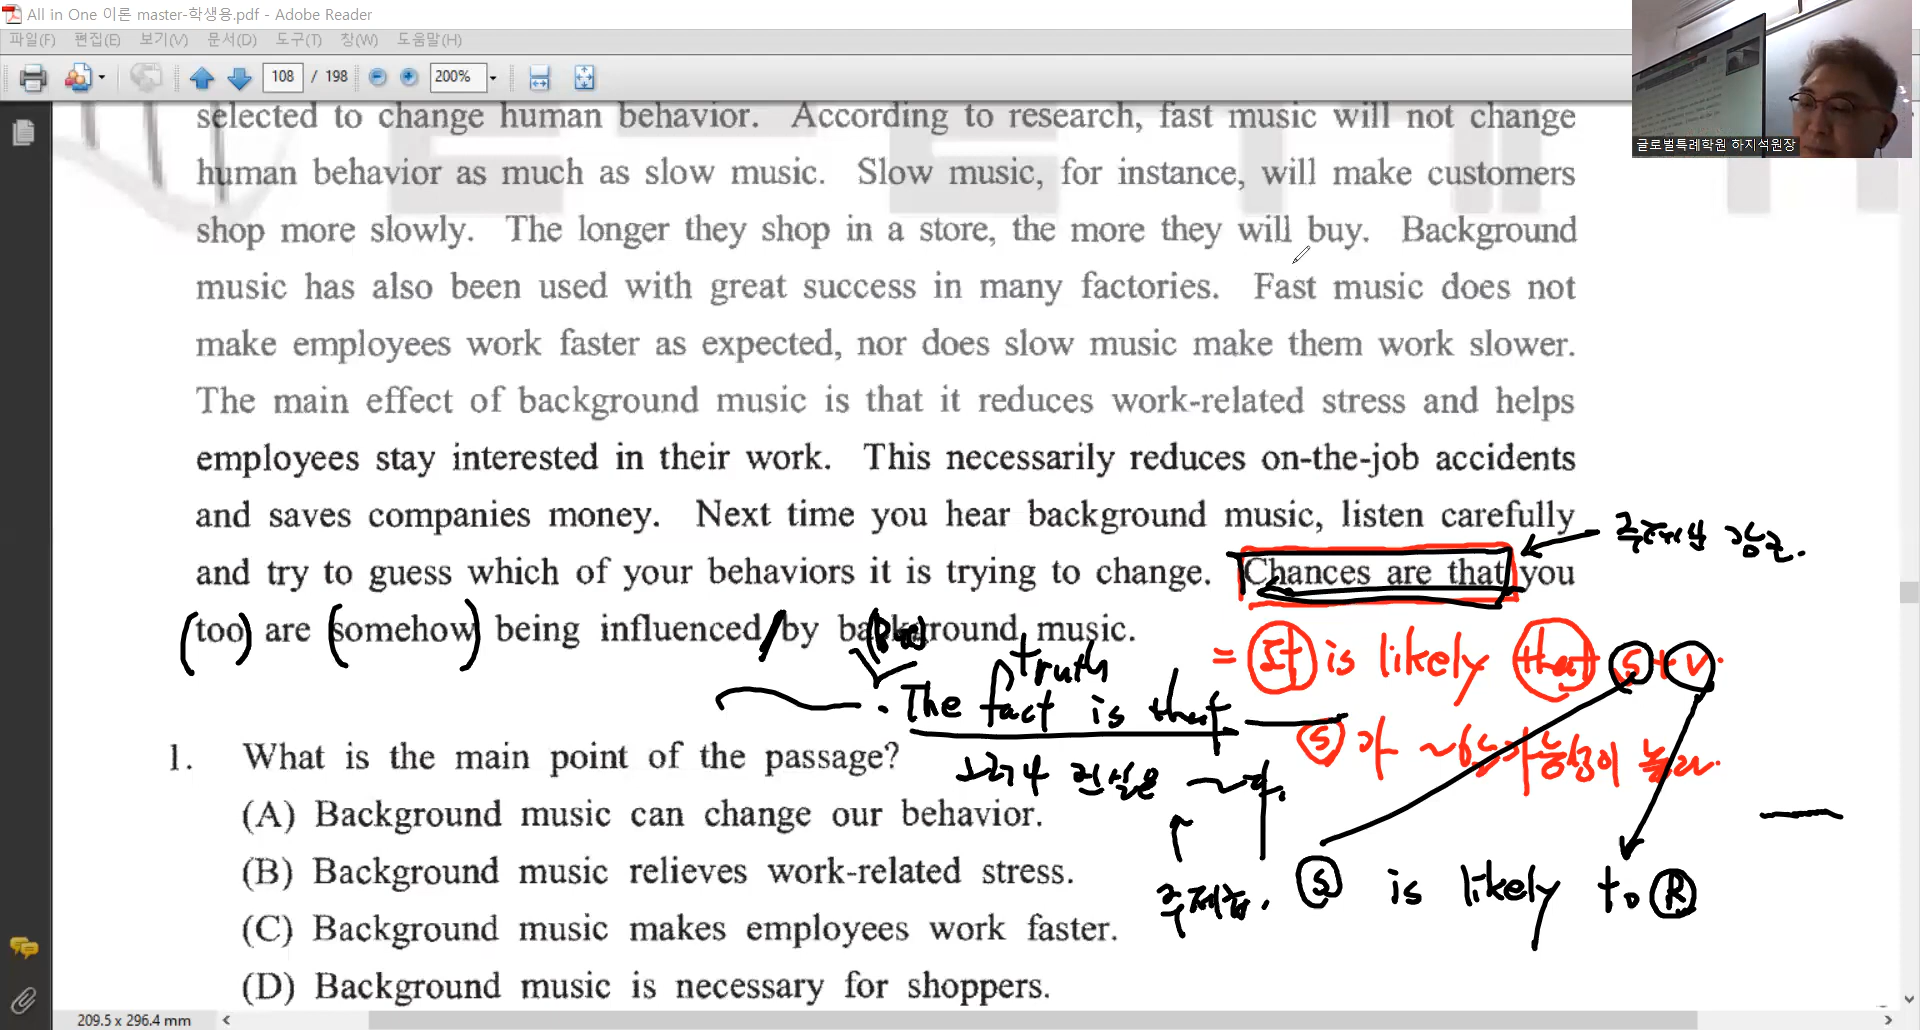 All in One 이론 master-학생용.pdf - Adobe Reader
파일(F) 편집(E) 보기(V) 문서(D) 도구(T) 창(W) 도움말(H)
108 / 198 200%
글로벌특례학원 하지석원장
selected to change human behavior. According to research, fast music will not change
human behavior as much as slow music. Slow music, for instance, will make customers
shop more slowly. The longer they shop in a store, the more they will buy. Background
music has also been used with great success in many factories. Fast music does not
make employees work faster as expected, nor does slow music make them work slower.
The main effect of background music is that it reduces work-related stress and helps
employees stay interested in their work. This necessarily reduces on-the-job accidents
and saves companies money. Next time you hear background music, listen carefully
and try to guess which of your behaviors it is trying to change. Chances are that you
(too) are (somehow) being influenced / by background music.
= It is likely that S + V.
truth
The fact is that
S가 ~할 가능성이 높다.
S is likely to R
1. What is the main point of the passage?
(A) Background music can change our behavior.
(B) Background music relieves work-related stress.
(C) Background music makes employees work faster.
(D) Background music is necessary for shoppers.
209.5 x 296.4 mm